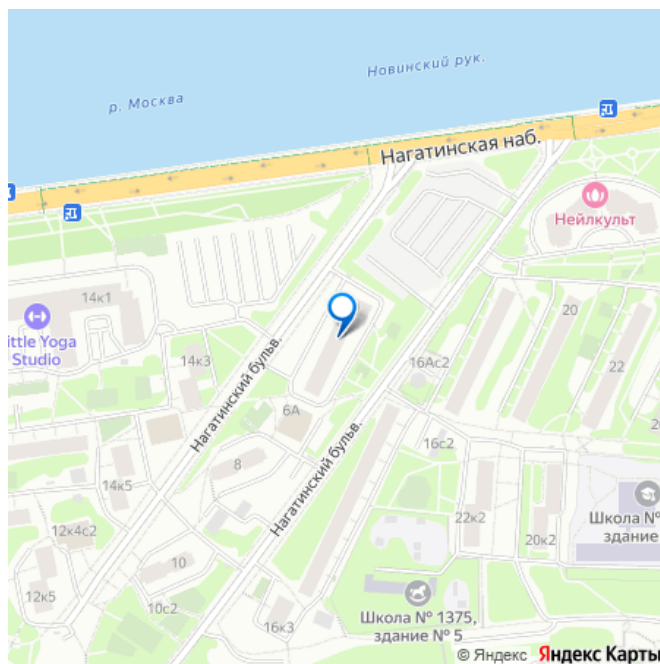 Новинский рук.
р. Москва
Нагатинская наб.
Нейлкульт
14к1
ittle Yoga
Studio
14к3
20
16Ас2
22
Нагатинский бульв.
6А
20
16с2
8
Нагатинский бульв.
14к5
22к2
Школа №
здание
12к4с2
20к2
10
12к5
10с2
16к3
Школа № 1375,
здание № 5
© Яндекс Яндекс Карты